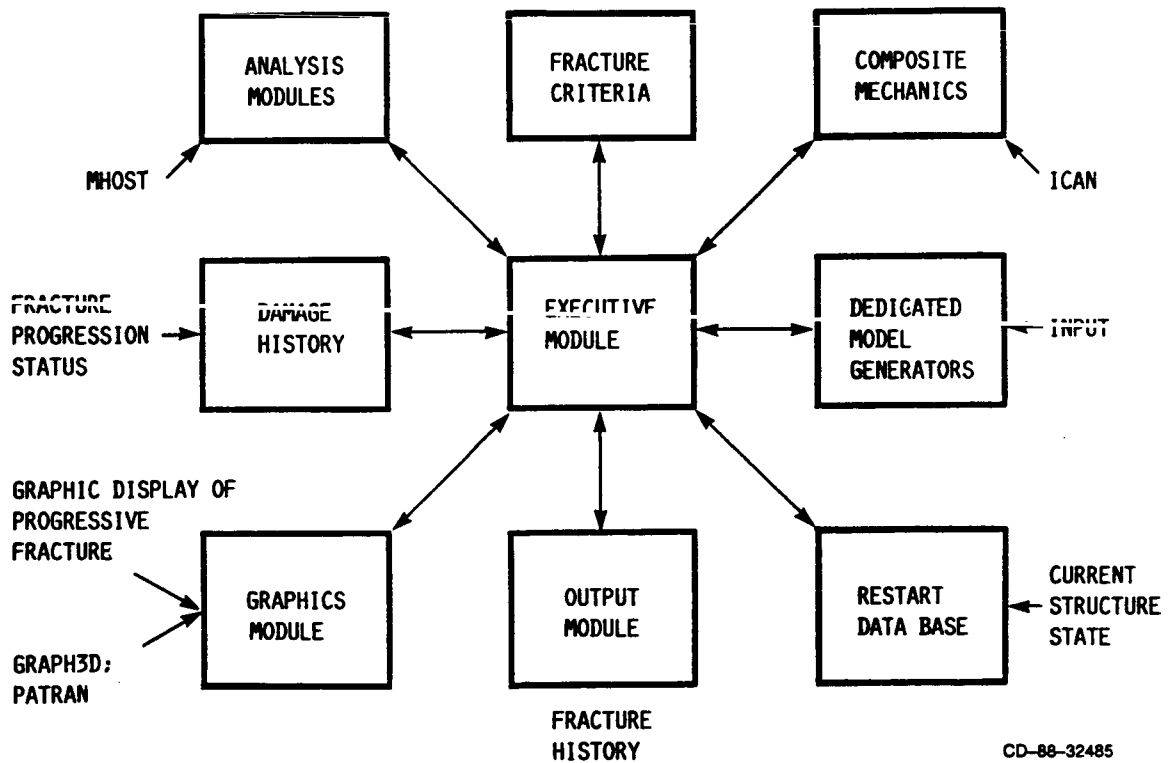 ANALYSIS
MODULES
FRACTURE
CRITERIA
COMPOSITE
MECHANICS
MHOST
ICAN
FRACTURE
PROGRESSION
STATUS
DAMAGE
HISTORY
EXECUTIVE
MODULE
DEDICATED
MODEL
GENERATORS
INPUT
GRAPHIC DISPLAY OF
PROGRESSIVE
FRACTURE
GRAPH3D;
PATRAN
GRAPHICS
MODULE
OUTPUT
MODULE
RESTART
DATA BASE
CURRENT
STRUCTURE
STATE
FRACTURE
HISTORY
CD-88-32485